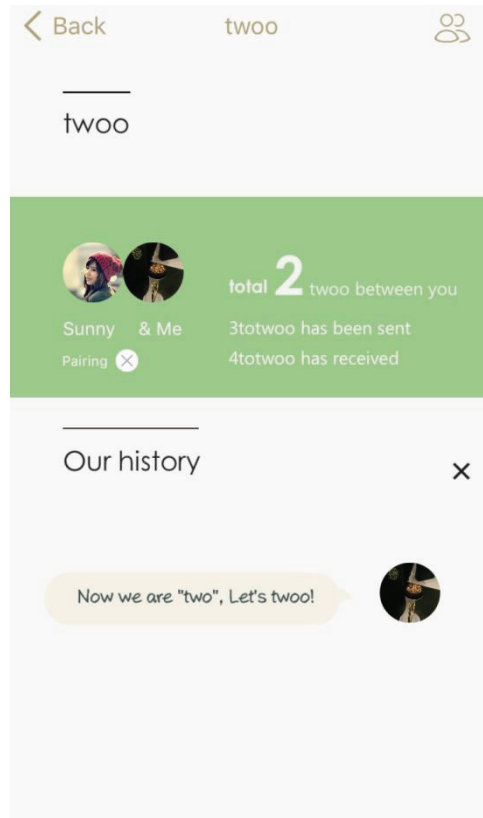 Back twoo
twoo
total 2 twoo between you
Sunny & Me
3totwoo has been sent
Pairing
4totwoo has received
Our history
Now we are "two", Let's twoo!